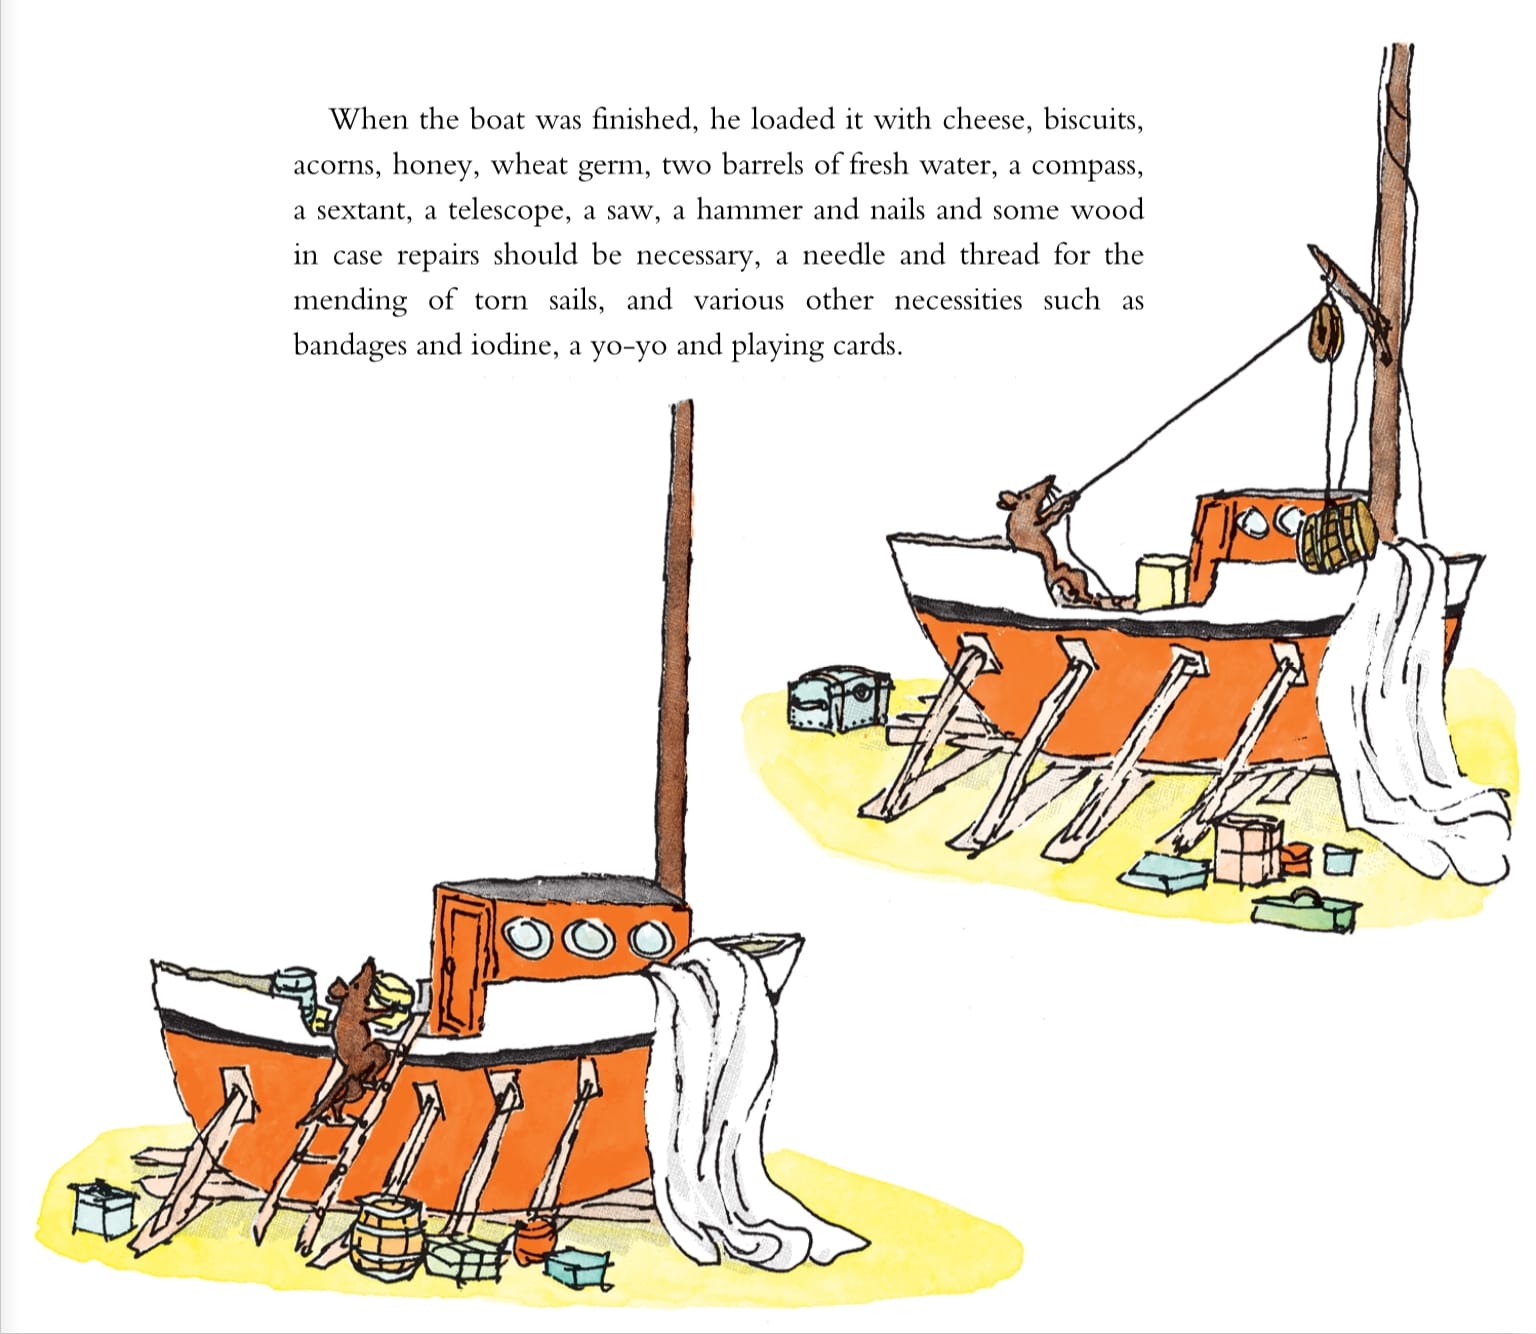 When the boat was finished, he loaded it with cheese, biscuits,
acorns, honey, wheat germ, two barrels of fresh water, a compass,
a sextant, a telescope, a saw, a hammer and nails and some wood
in case repairs should be necessary, a needle and thread for the
mending of torn sails, and various other necessities such as
bandages and iodine, a yo-yo and playing cards.